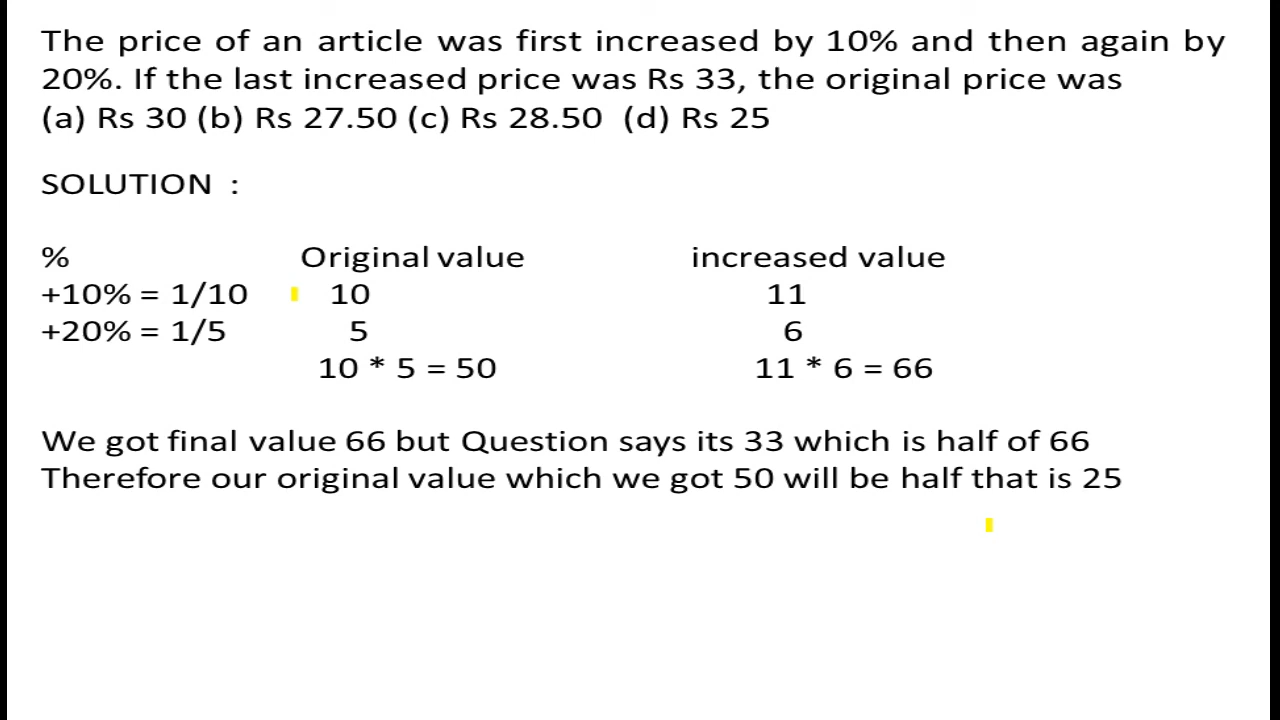 The price of an article was first increased by 10% and then again by
20%. If the last increased price was Rs 33, the original price was
(a) Rs 30 (b) Rs 27.50 (c) Rs 28.50 (d) Rs 25
SOLUTION :
% Original value increased value
+10% = 1/10 10 11
+20% = 1/5 5 6
10 * 5 = 50 11 * 6 = 66
We got final value 66 but Question says its 33 which is half of 66
Therefore our original value which we got 50 will be half that is 25